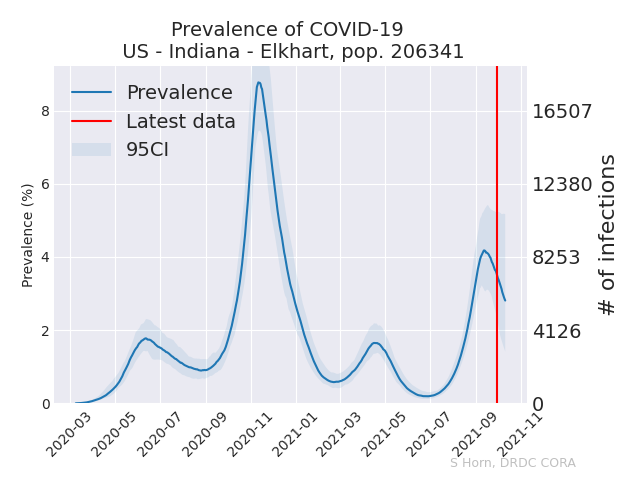 Prevalence of COVID-19
US - Indiana - Elkhart, pop. 206341
Prevalence
Latest data
95CI
Prevalence (%)
8
6
4
2
0
16507
12380
8253
4126
0
# of infections
2020-03
2020-05
2020-07
2020-09
2020-11
2021-01
2021-03
2021-05
2021-07
2021-09
2021-11
S Horn, DRDC CORA